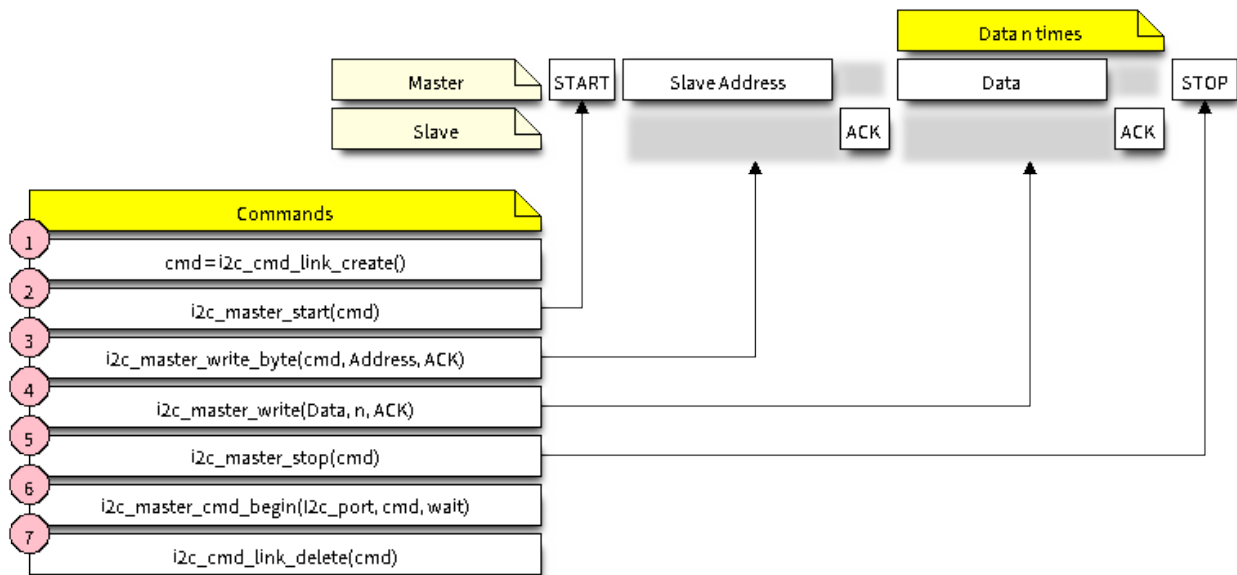 Data n times
Master
START
Slave Address
Data
STOP
Slave
ACK
ACK
Commands
1
cmd = i2c_cmd_link_create()
2
i2c_master_start(cmd)
3
i2c_master_write_byte(cmd, Address, ACK)
4
i2c_master_write(Data, n, ACK)
5
i2c_master_stop(cmd)
6
i2c_master_cmd_begin(I2c_port, cmd, wait)
7
i2c_cmd_link_delete(cmd)